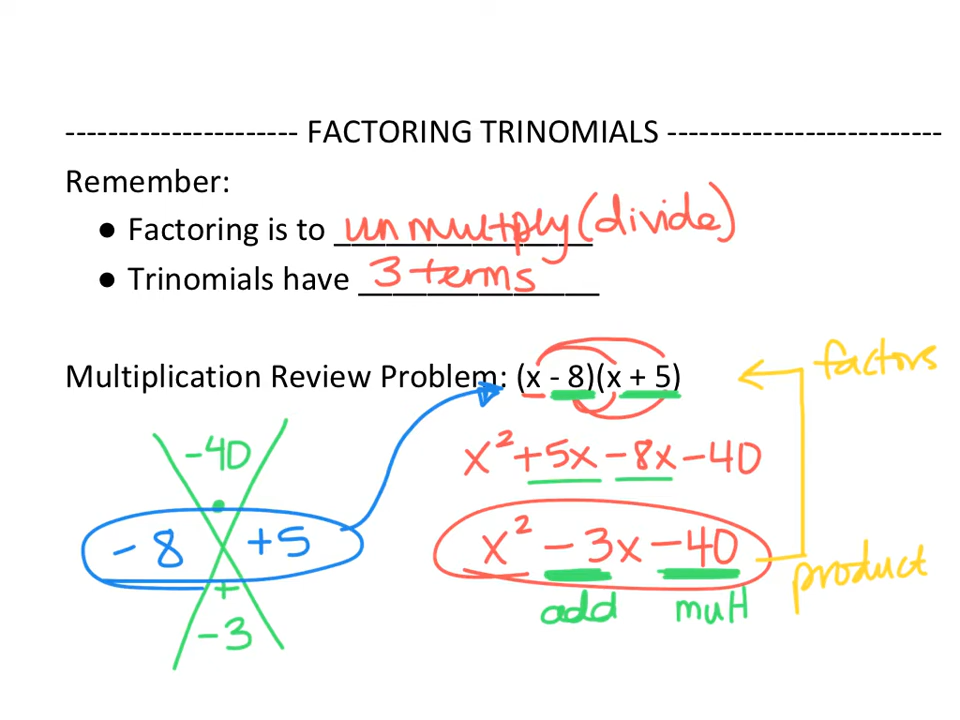 ---------------------- FACTORING TRINOMIALS --------------------------
Remember:
● Factoring is to unmultiply (divide)
● Trinomials have 3 terms
Multiplication Review Problem: (x - 8)(x + 5)
factors
x² + 5x - 8x - 40
x² - 3x - 40
product
add mult
-40
•
-8 +5
+
-3